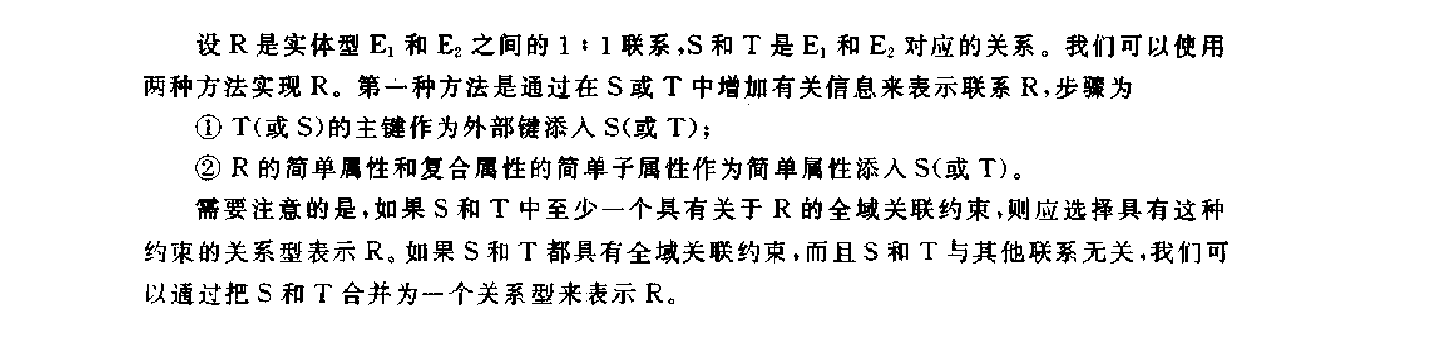 设 R 是实体型 E₁ 和 E₂ 之间的 1∶1 联系,S 和 T 是 E₁ 和 E₂ 对应的关系。我们可以使用
两种方法实现 R。第一种方法是通过在 S 或 T 中增加有关信息来表示联系 R,步骤为
① T(或 S)的主键作为外部键添入 S(或 T);
② R 的简单属性和复合属性的简单子属性作为简单属性添入 S(或 T)。
需要注意的是,如果 S 和 T 中至少一个具有关于 R 的全域关联约束,则应选择具有这种
约束的关系型表示 R。如果 S 和 T 都具有全域关联约束,而且 S 和 T 与其他联系无关,我们可
以通过把 S 和 T 合并为一个关系型来表示 R。